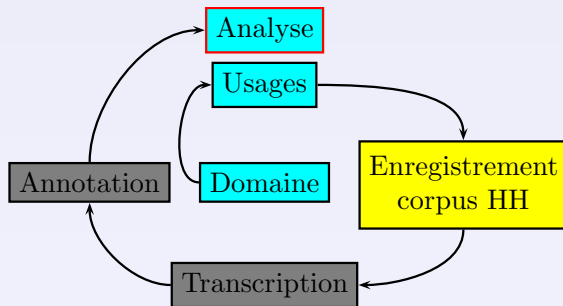 Analyse
Usages
Annotation
Domaine
Enregistrement
corpus HH
Transcription